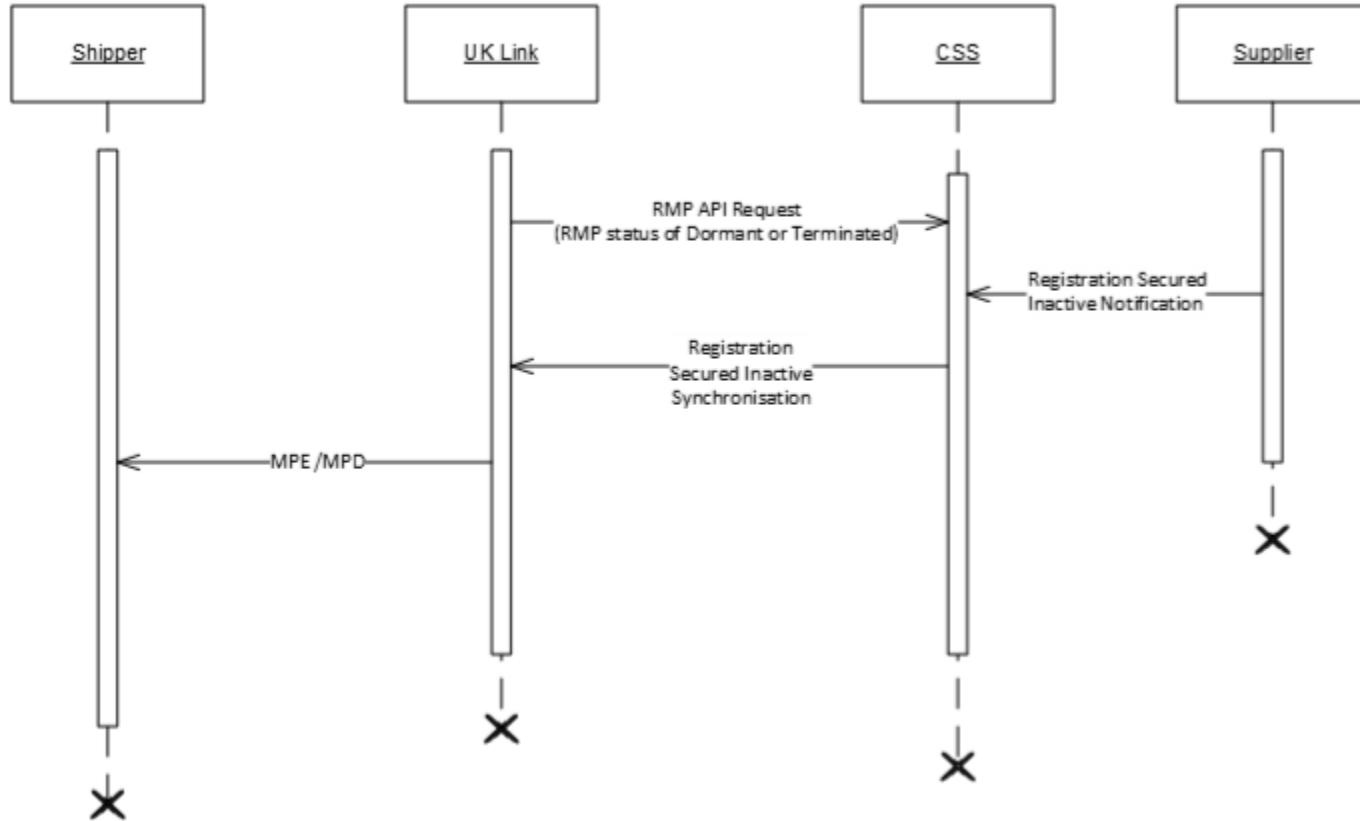 Shipper
UK Link
CSS
Supplier
RMP API Request
(RMP status of Dormant or Terminated)
Registration Secured
Inactive Notification
Registration
Secured Inactive
Synchronisation
MPE /MPD